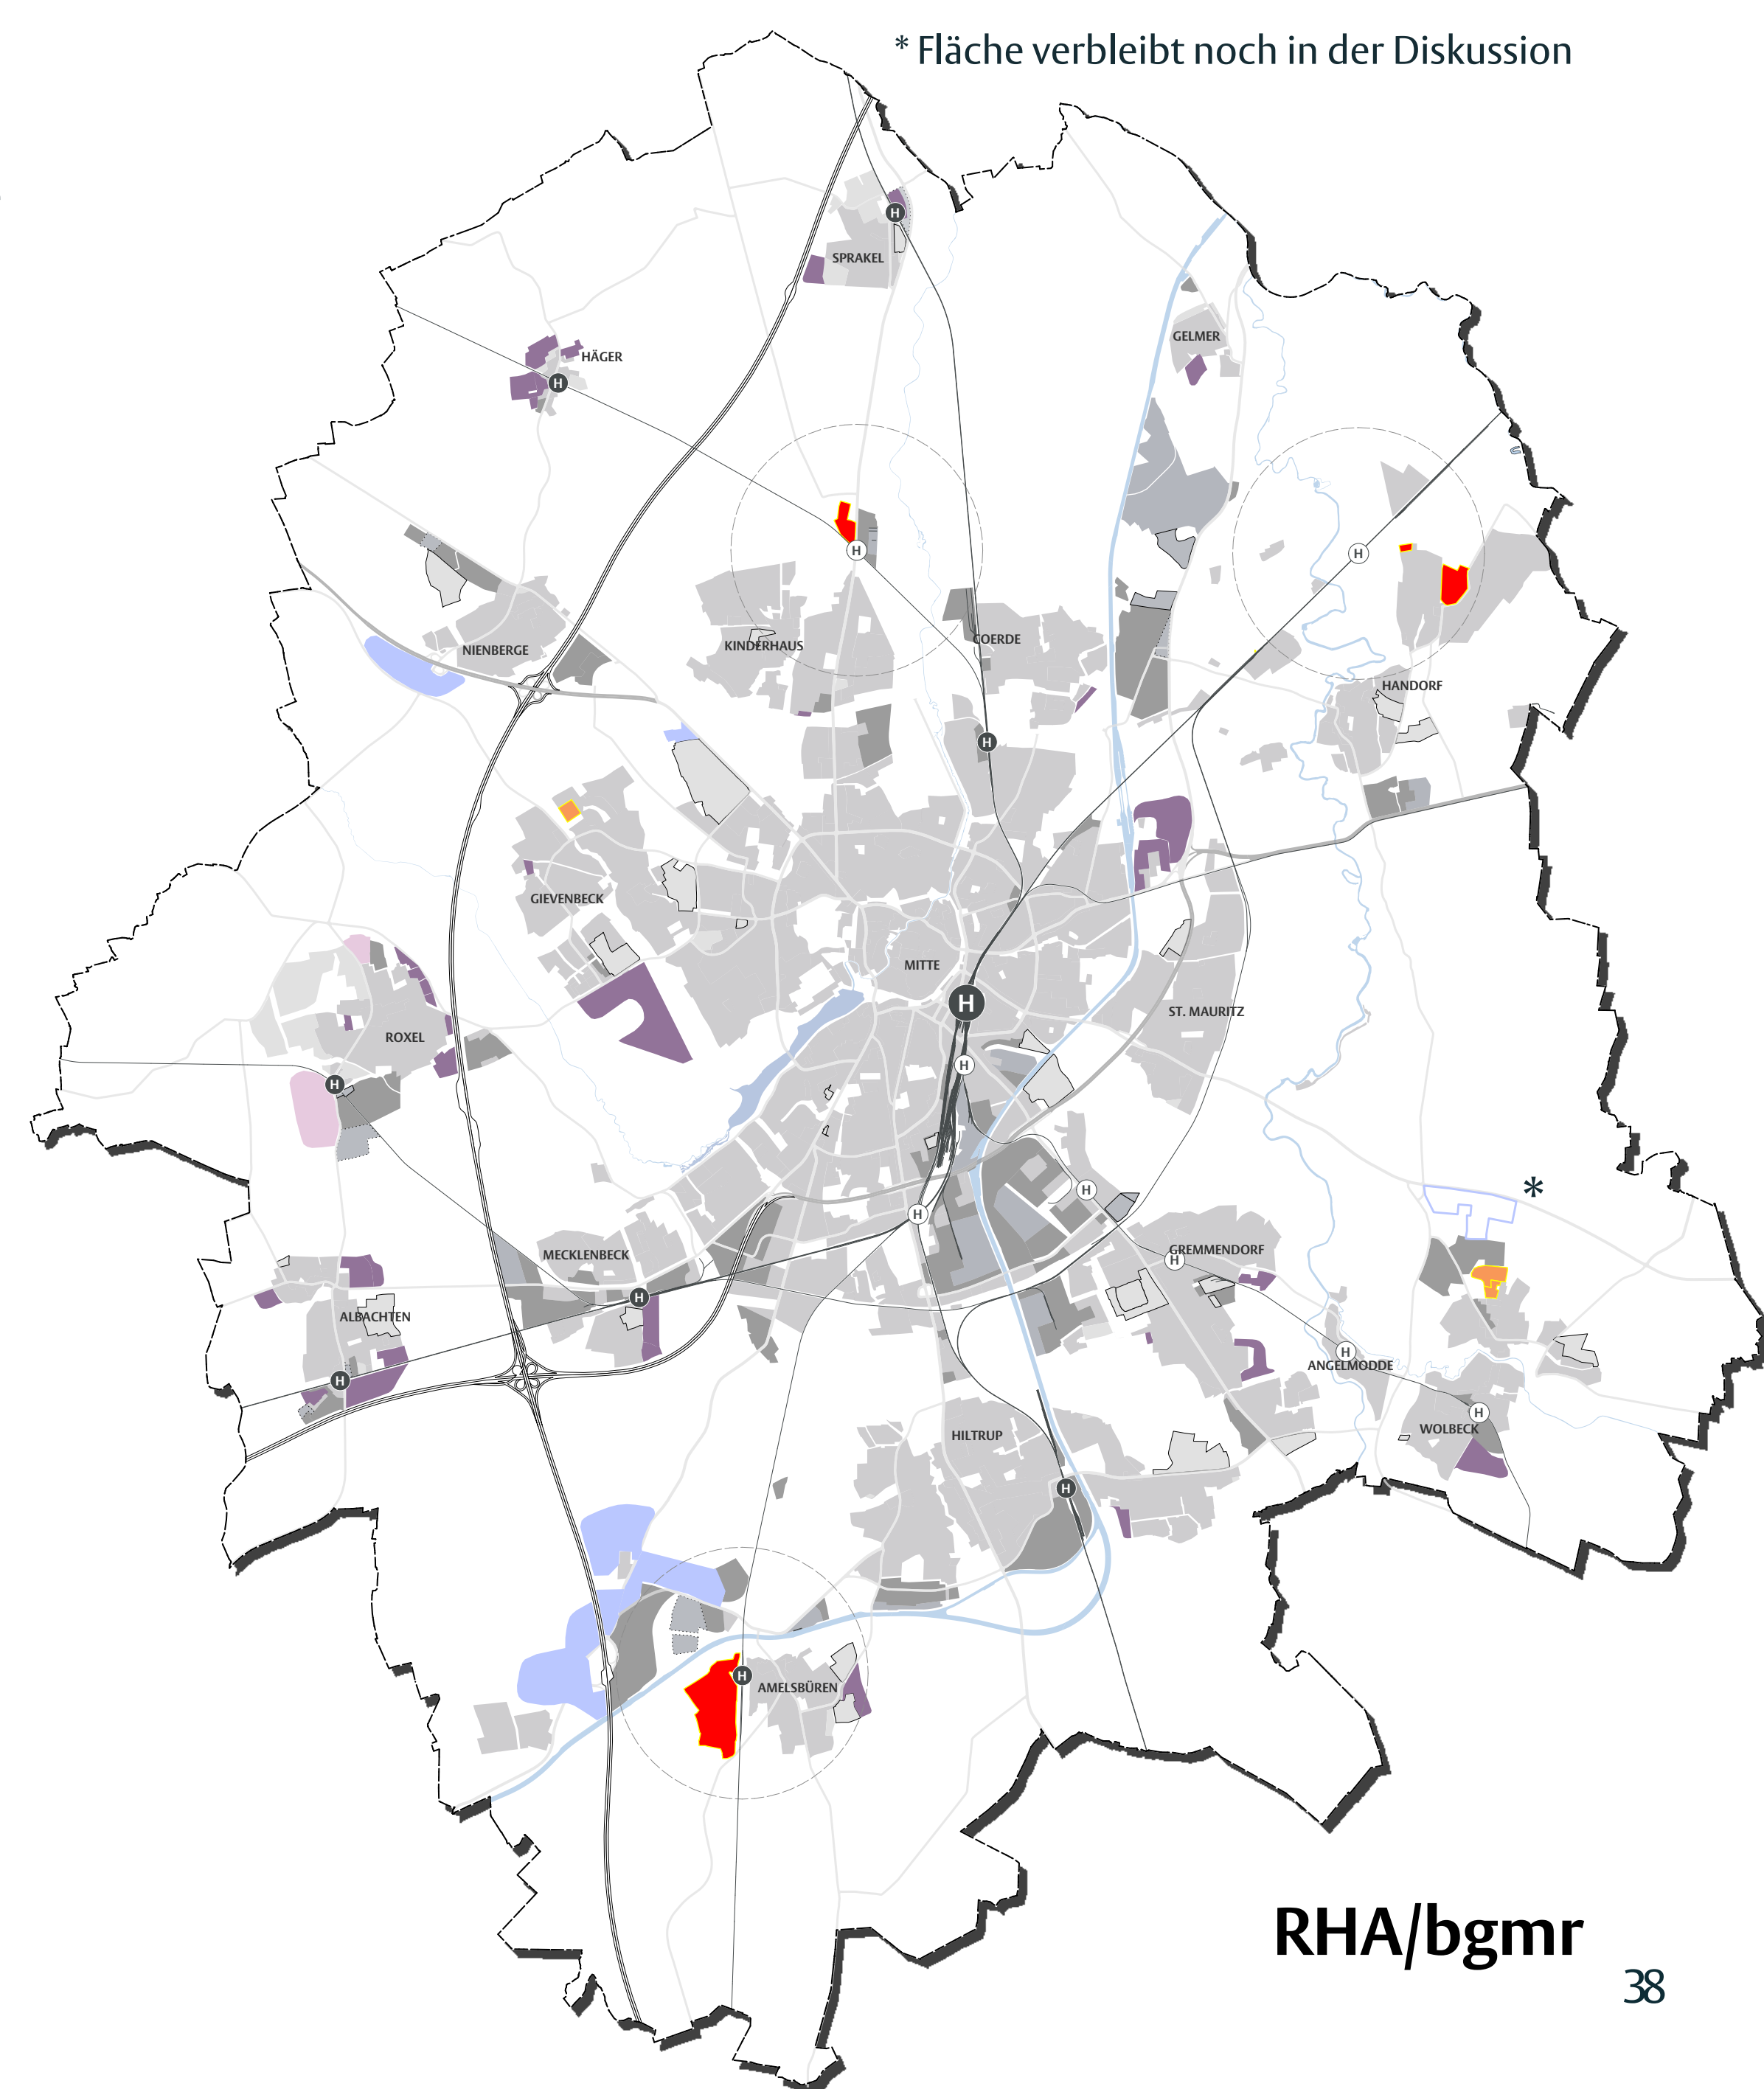 * Fläche verbleibt noch in der Diskussion
H
SPRAKEL
GELMER
HÄGER
H
H
H
NIENBERGE
KINDERHAUS
COERDE
HANDORF
H
GIEVENBECK
MITTE
H
ST. MAURITZ
ROXEL
H
H
*
H
H
MECKLENBECK
GREMMENDORF
H
H
ALBACHTEN
H
ANGELMODDE
H
H
WOLBECK
HILTRUP
H
H
AMELSBÜREN
RHA/bgmr
38